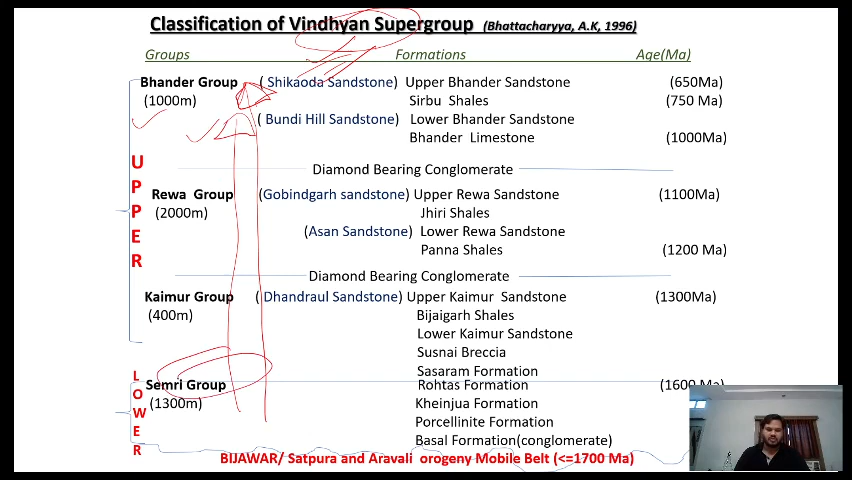 Classification of Vindhyan Supergroup (Bhattacharyya, A.K, 1996)
Groups Formations Age(Ma)
Bhander Group ( Shikaoda Sandstone) Upper Bhander Sandstone (650Ma)
(1000m) Sirbu Shales (750 Ma)
( Bundi Hill Sandstone) Lower Bhander Sandstone
Bhander Limestone (1000Ma)
Diamond Bearing Conglomerate
Rewa Group (Gobindgarh sandstone) Upper Rewa Sandstone (1100Ma)
(2000m) Jhiri Shales
(Asan Sandstone) Lower Rewa Sandstone
Panna Shales (1200 Ma)
Diamond Bearing Conglomerate
Kaimur Group ( Dhandraul Sandstone) Upper Kaimur Sandstone (1300Ma)
(400m) Bijaigarh Shales
Lower Kaimur Sandstone
Susnai Breccia
Sasaram Formation
UPPER
Semri Group Rohtas Formation (1600 Ma)
(1300m) Kheinjua Formation
Porcellinite Formation
Basal Formation(conglomerate)
LOWER
BIJAWAR/ Satpura and Aravali orogeny Mobile Belt (<=1700 Ma)